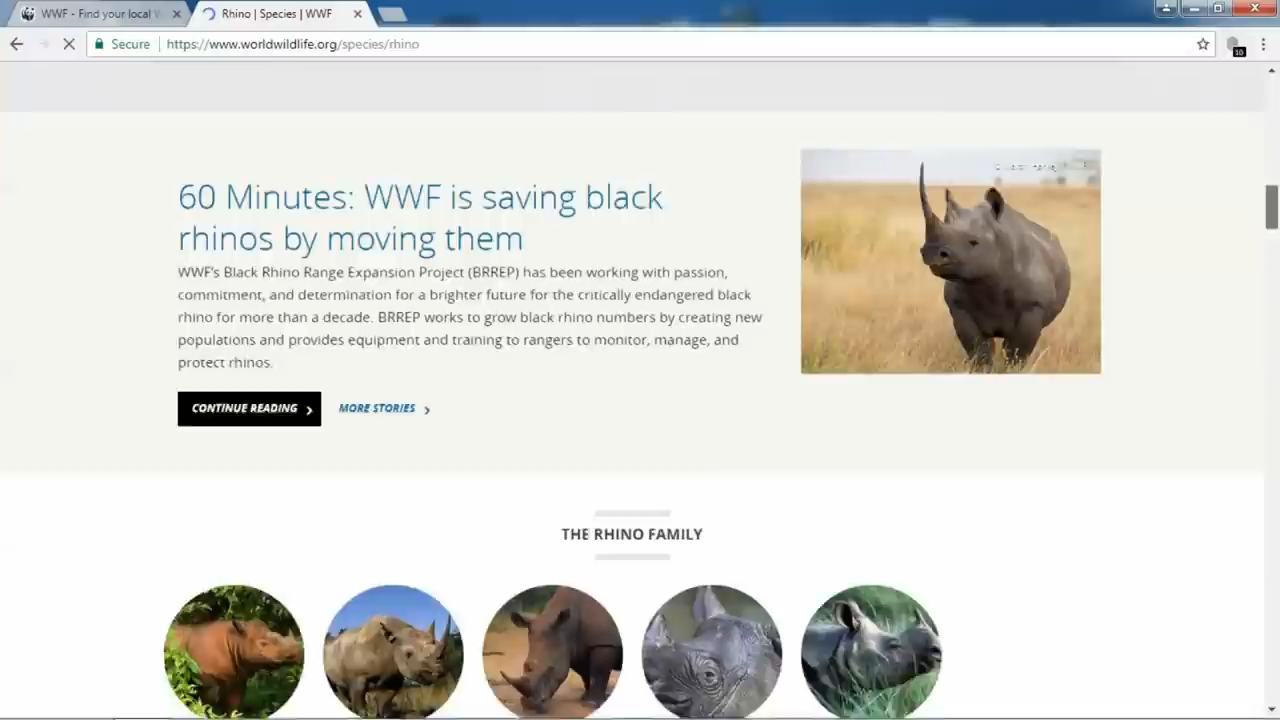 WWF - Find your local
Rhino | Species | WWF
Secure
https://www.worldwildlife.org/species/rhino
10
60 Minutes: WWF is saving black
rhinos by moving them
WWF's Black Rhino Range Expansion Project (BRREP) has been working with passion,
commitment, and determination for a brighter future for the critically endangered black
rhino for more than a decade. BRREP works to grow black rhino numbers by creating new
populations and provides equipment and training to rangers to monitor, manage, and
protect rhinos.
CONTINUE READING
MORE STORIES
THE RHINO FAMILY